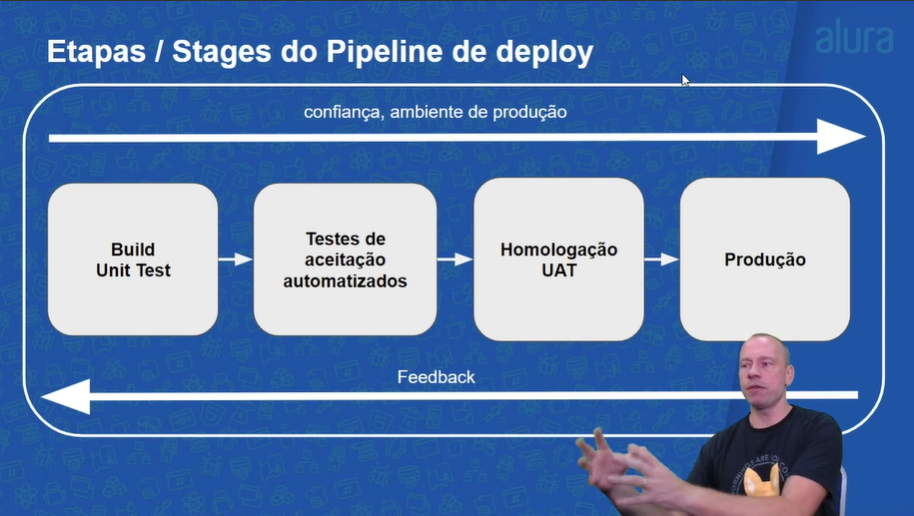 alura
Etapas / Stages do Pipeline de deploy
confiança, ambiente de produção
Build
Unit Test
Testes de
aceitação
automatizados
Homologação
UAT
Produção
Feedback